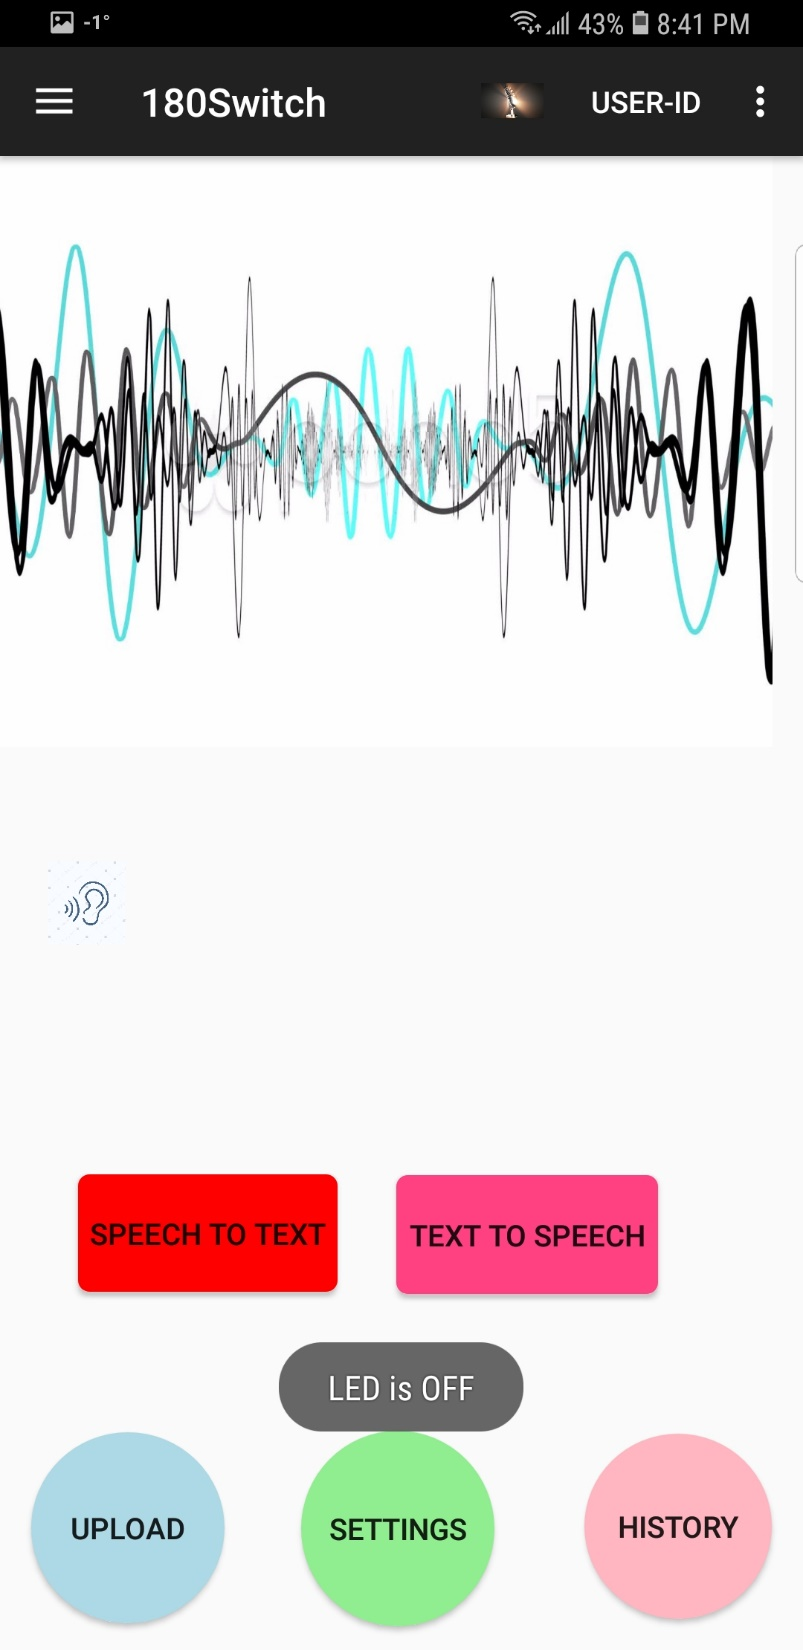 -1° 43% 8:41 PM
180Switch USER-ID
SPEECH TO TEXT TEXT TO SPEECH
LED is OFF
UPLOAD SETTINGS HISTORY